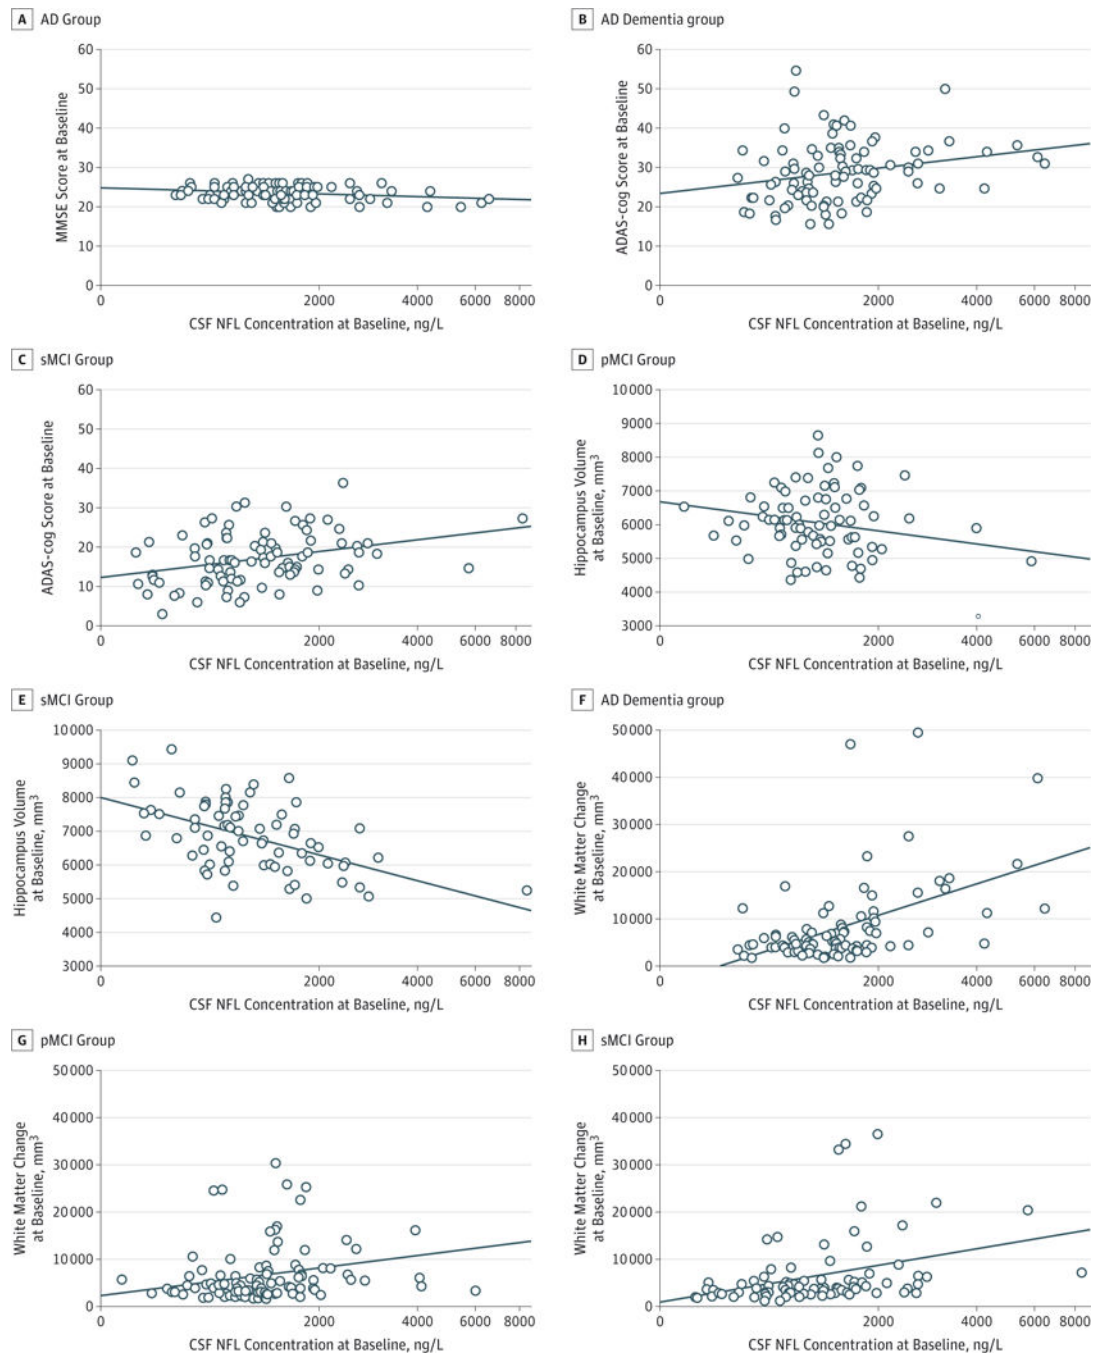 A AD Group
60
50
40
30
20
10
0
MMSE Score at Baseline
0 2000 4000 6000 8000
CSF NFL Concentration at Baseline, ng/L
B AD Dementia group
60
50
40
30
20
10
0
ADAS-cog Score at Baseline
0 2000 4000 6000 8000
CSF NFL Concentration at Baseline, ng/L
C sMCI Group
60
50
40
30
20
10
0
ADAS-cog Score at Baseline
0 2000 4000 6000 8000
CSF NFL Concentration at Baseline, ng/L
D pMCI Group
10000
9000
8000
7000
6000
5000
4000
3000
Hippocampus Volume
at Baseline, mm³
0 2000 4000 6000 8000
CSF NFL Concentration at Baseline, ng/L
E sMCI Group
10000
9000
8000
7000
6000
5000
4000
3000
Hippocampus Volume
at Baseline, mm³
0 2000 4000 6000 8000
CSF NFL Concentration at Baseline, ng/L
F AD Dementia group
50000
40000
30000
20000
10000
0
White Matter Change
at Baseline, mm³
0 2000 4000 6000 8000
CSF NFL Concentration at Baseline, ng/L
G pMCI Group
50000
40000
30000
20000
10000
0
White Matter Change
at Baseline, mm³
0 2000 4000 6000 8000
CSF NFL Concentration at Baseline, ng/L
H sMCI Group
50000
40000
30000
20000
10000
0
White Matter Change
at Baseline, mm³
0 2000 4000 6000 8000
CSF NFL Concentration at Baseline, ng/L